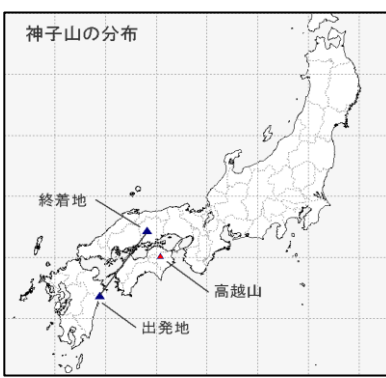 神子山の分布
終着地
高越山
出発地